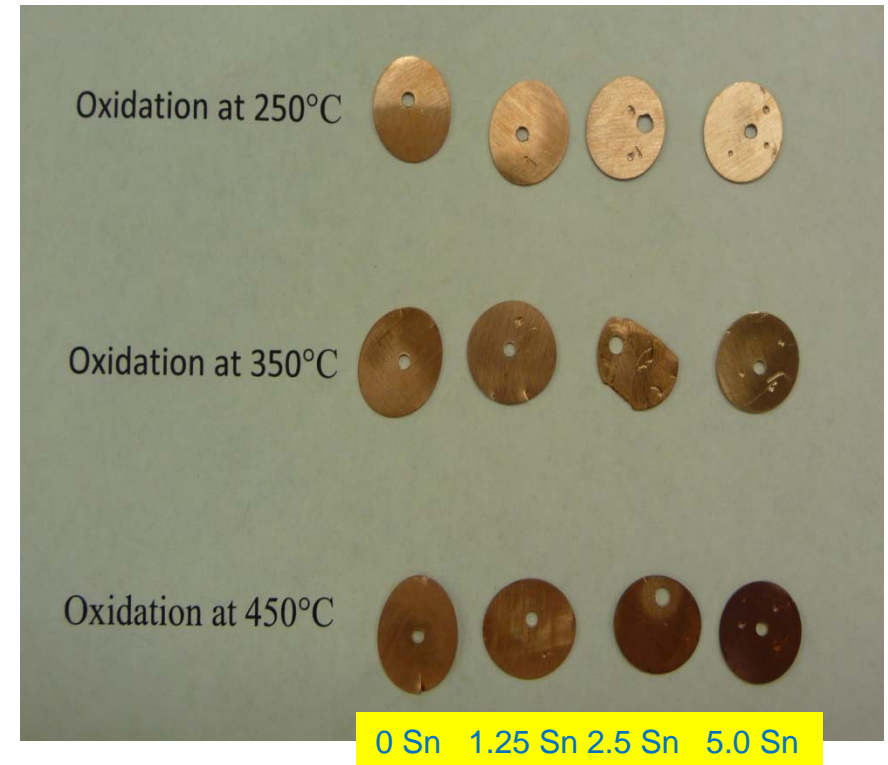 Oxidation at 250°C
Oxidation at 350°C
Oxidation at 450°C
0 Sn 1.25 Sn 2.5 Sn 5.0 Sn